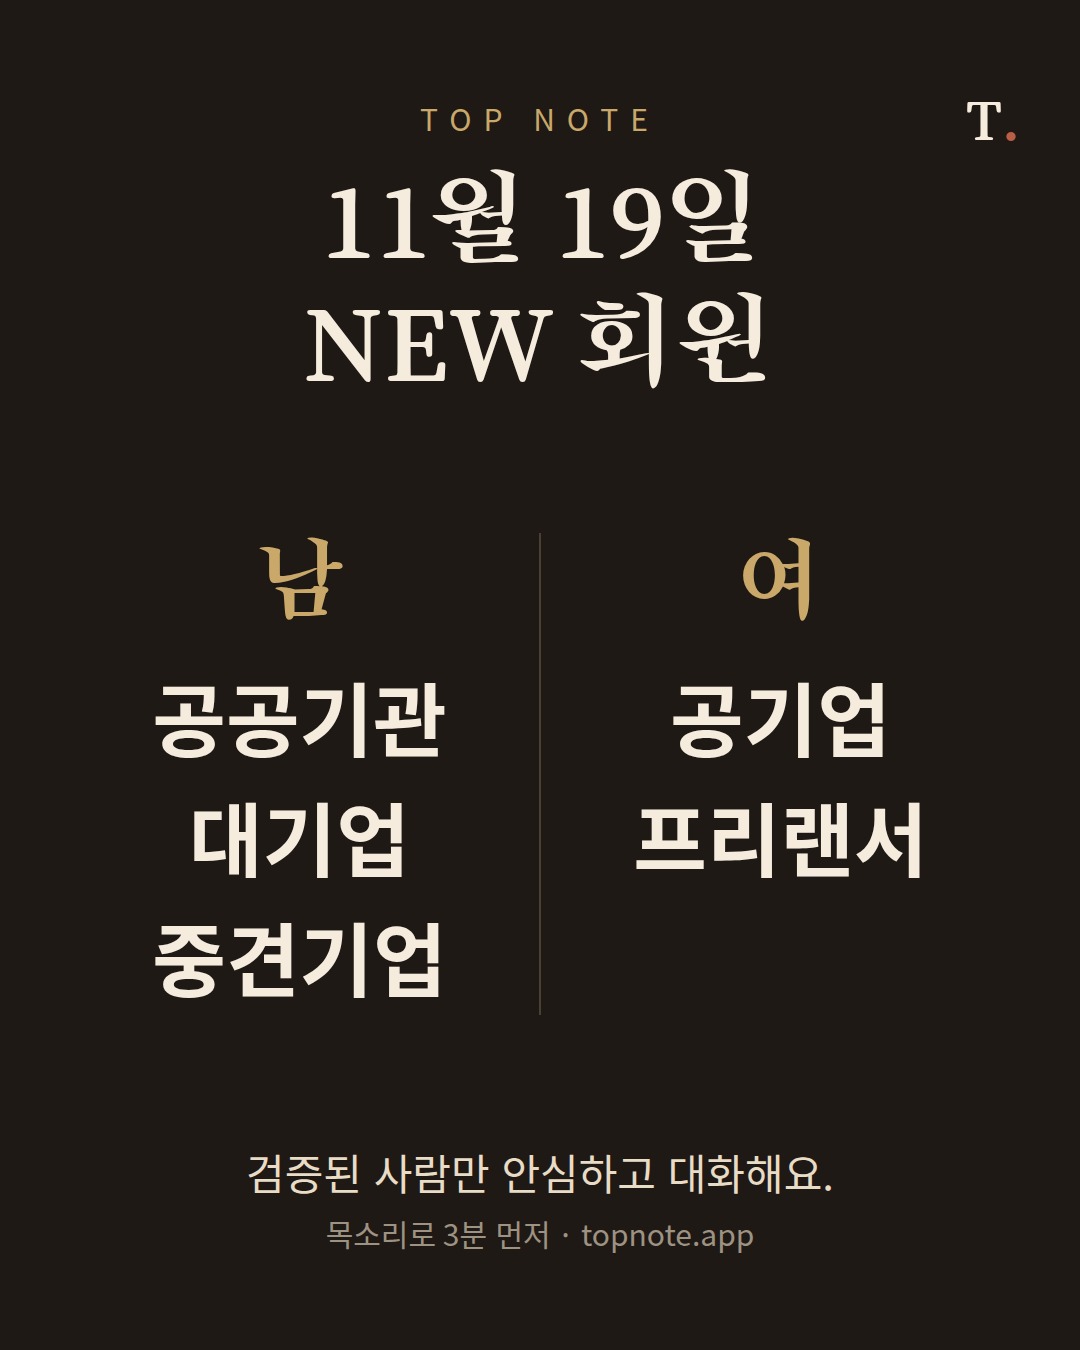 TOP NOTE
T.
11월 19일
NEW 회원
남
공공기관
대기업
중견기업
여
공기업
프리랜서
검증된 사람만 안심하고 대화해요.
목소리로 3분 먼저 · topnote.app